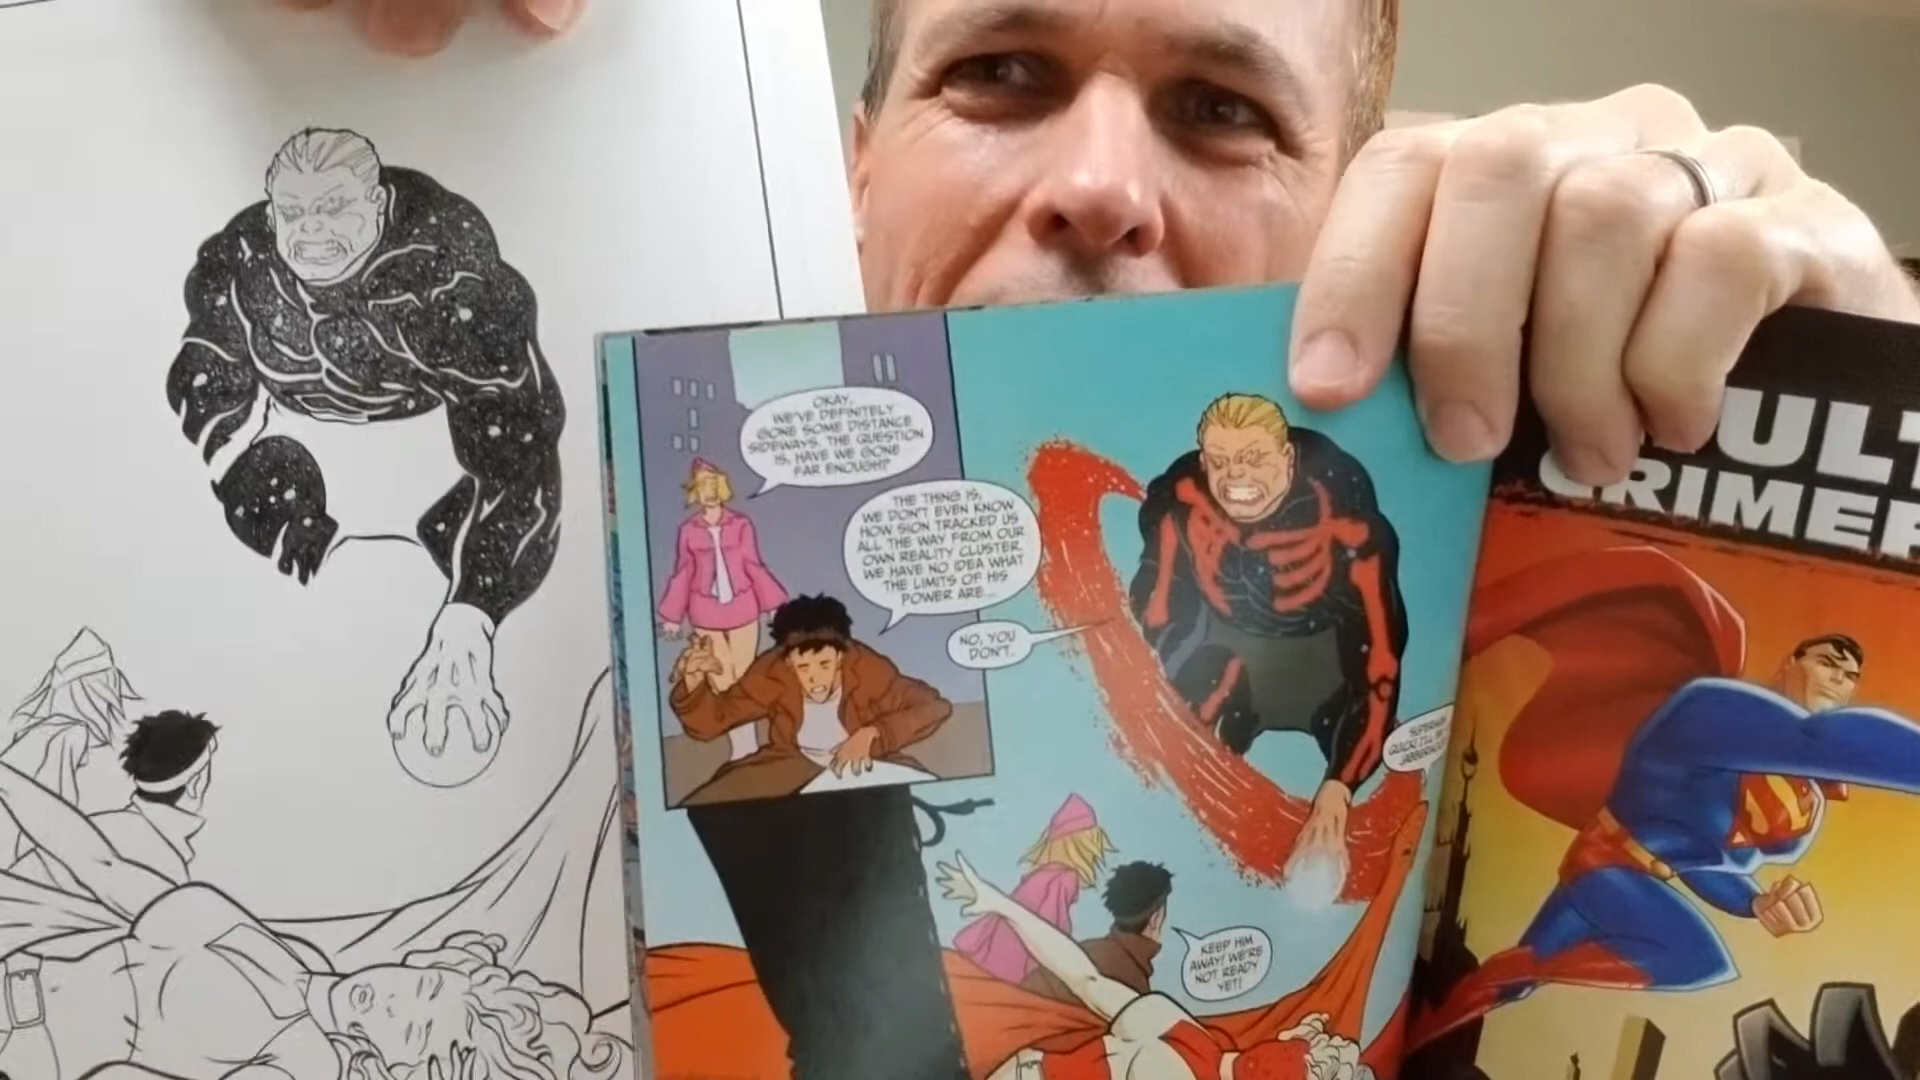 OKAY,
WE'VE DEFINITELY
GONE SOME DISTANCE
SIDEWAYS. THE QUESTION
IS, HAVE WE GONE
FAR ENOUGH?
THE THING IS,
WE DON'T EVEN KNOW
HOW SION TRACKED US
ALL THE WAY FROM OUR
OWN REALITY CLUSTER.
WE HAVE NO IDEA WHAT
THE LIMITS OF HIS
POWER ARE...
NO, YOU
DON'T.
KEEP HIM
AWAY! WE'RE
NOT READY
YET!